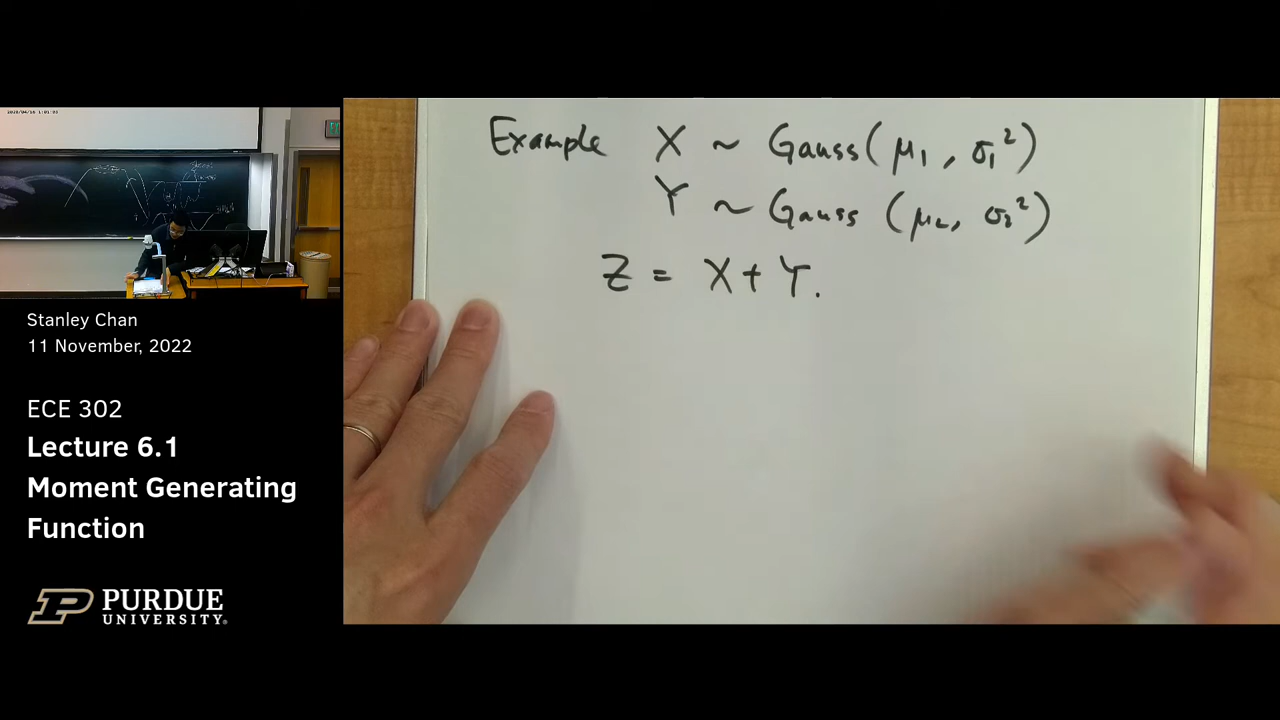 Example X ~ Gauss(μ₁, σ₁²)
Y ~ Gauss (μ₂, σ₂²)
Z = X + Y.
Stanley Chan
11 November, 2022
ECE 302
Lecture 6.1
Moment Generating
Function
P PURDUE
UNIVERSITY®